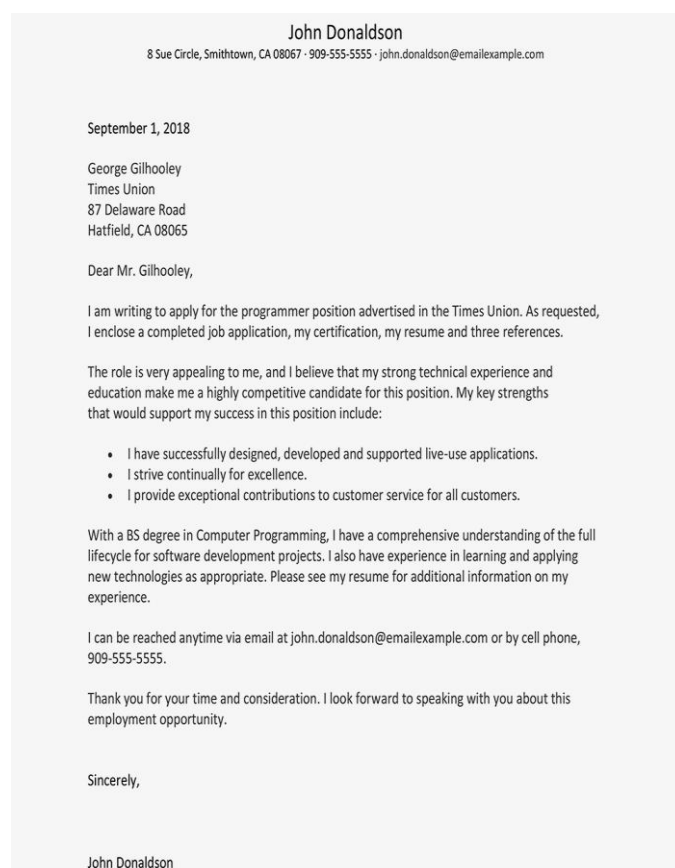 John Donaldson
8 Sue Circle, Smithtown, CA 08067 · 909-555-5555 · john.donaldson@emailexample.com
September 1, 2018
George Gilhooley
Times Union
87 Delaware Road
Hatfield, CA 08065
Dear Mr. Gilhooley,
I am writing to apply for the programmer position advertised in the Times Union. As requested,
I enclose a completed job application, my certification, my resume and three references.
The role is very appealing to me, and I believe that my strong technical experience and
education make me a highly competitive candidate for this position. My key strengths
that would support my success in this position include:
• I have successfully designed, developed and supported live-use applications.
• I strive continually for excellence.
• I provide exceptional contributions to customer service for all customers.
With a BS degree in Computer Programming, I have a comprehensive understanding of the full
lifecycle for software development projects. I also have experience in learning and applying
new technologies as appropriate. Please see my resume for additional information on my
experience.
I can be reached anytime via email at john.donaldson@emailexample.com or by cell phone,
909-555-5555.
Thank you for your time and consideration. I look forward to speaking with you about this
employment opportunity.
Sincerely,
John Donaldson